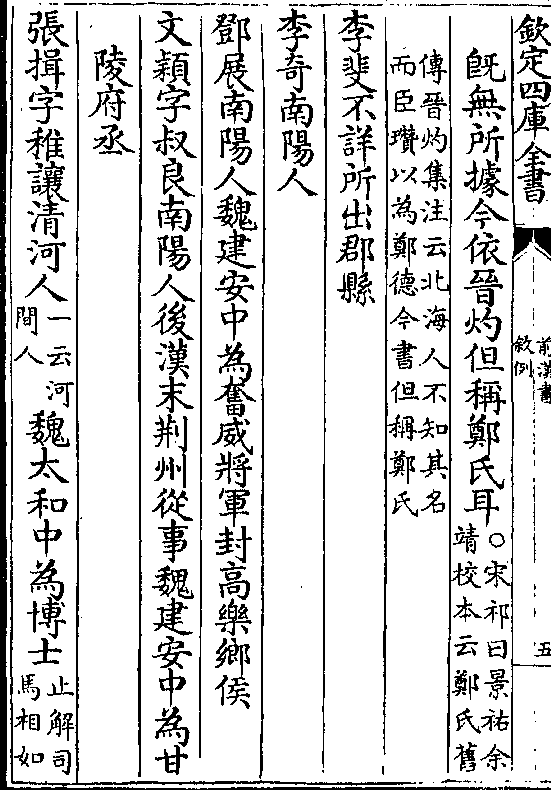 欽定四庫全書
前漢書
敘例
五
旣無所據今依晉灼但稱鄭氏耳○宋祁曰景祐余
靖校本云鄭氏舊
傳晉灼集注云北海人不知其名
而臣瓚以為鄭德今書但稱鄭氏
李斐不詳所出郡縣
李奇南陽人
鄧展南陽人魏建安中為奮威將軍封高樂鄉侯
文穎字叔良南陽人後漢末荆州從事魏建安中為甘
陵府丞
張揖字稚讓清河人一云河
間人
魏太和中為博士止解司
馬相如